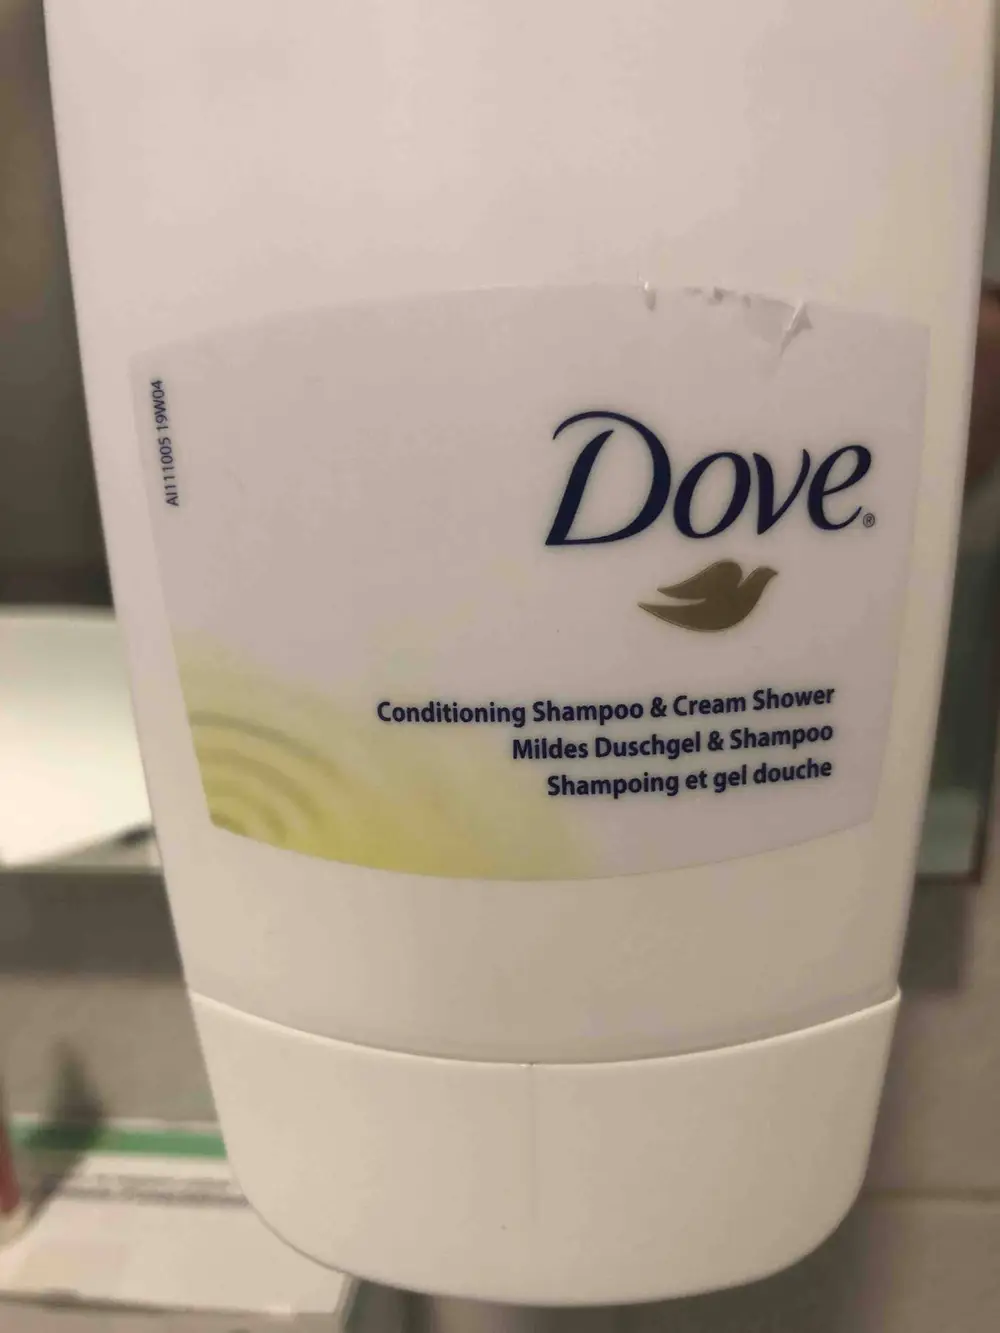 AI111005 19W04
Dove®
Conditioning Shampoo & Cream Shower
Mildes Duschgel & Shampoo
Shampoing et gel douche